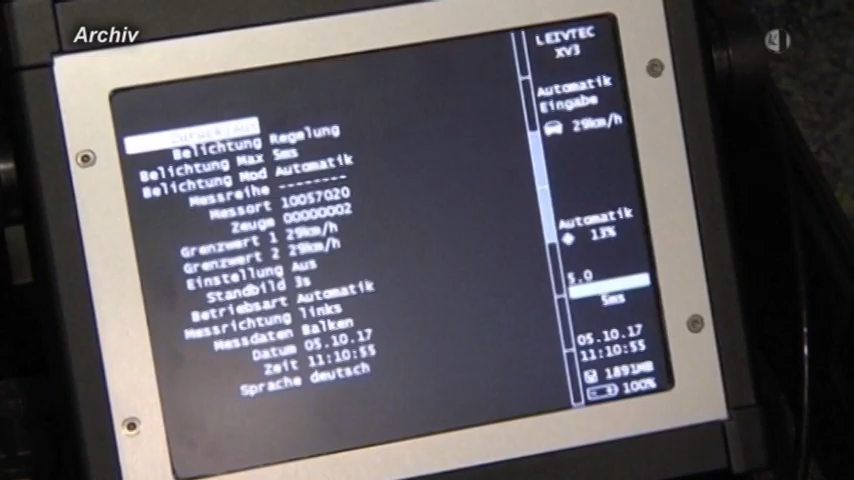 Archiv
Zurück/Aus
Belichtung Regelung
Belichtung Max 5ms
Belichtung Mod Automatik
Messreihe --------
Messort 10057020
Zeuge 00000002
Grenzwert 1 29km/h
Grenzwert 2 29km/h
Einstellung Aus
Standbild 3s
Betriebsart Automatik
Messrichtung links
Messdaten Balken
Datum 05.10.17
Zeit 11:10:55
Sprache deutsch
LEIVTEC
XV3
Automatik
Eingabe
29km/h
Automatik
13%
5.0
5ms
05.10.17
11:10:55
1891MB
100%